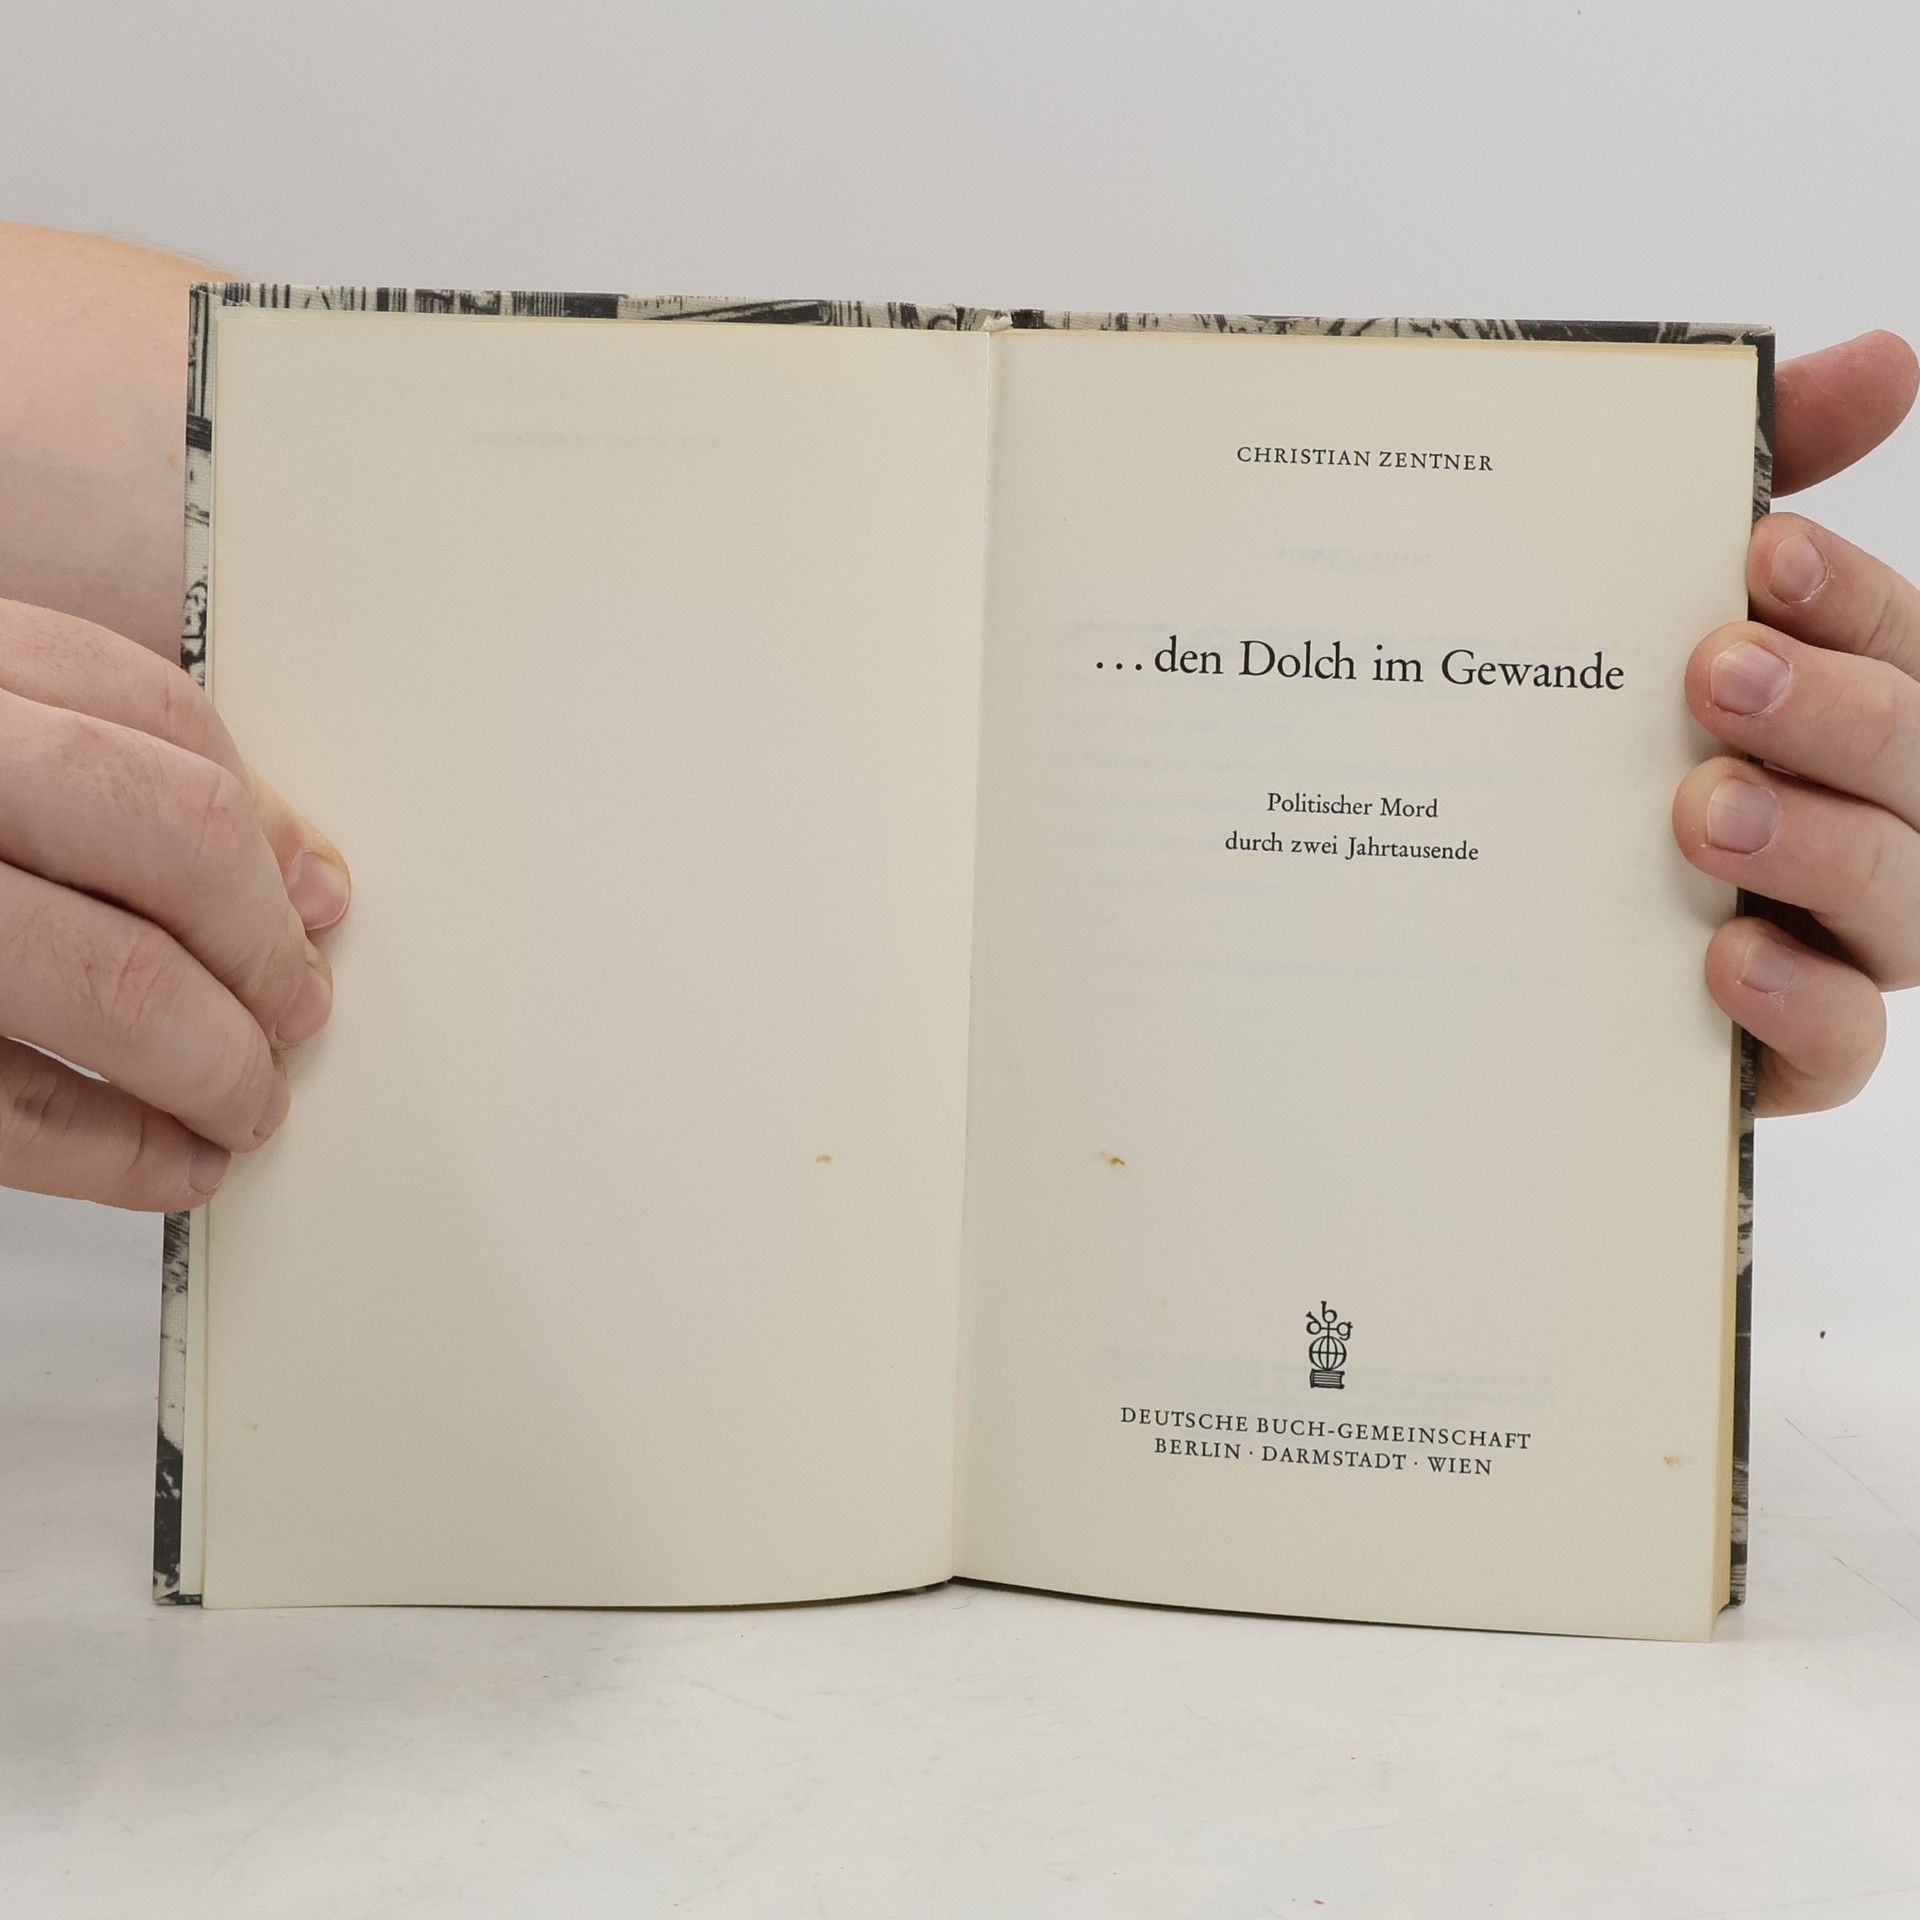 CHRISTIAN ZENTNER
...den Dolch im Gewande
Politischer Mord
durch zwei Jahrtausende
dbg
DEUTSCHE BUCH-GEMEINSCHAFT
BERLIN · DARMSTADT · WIEN